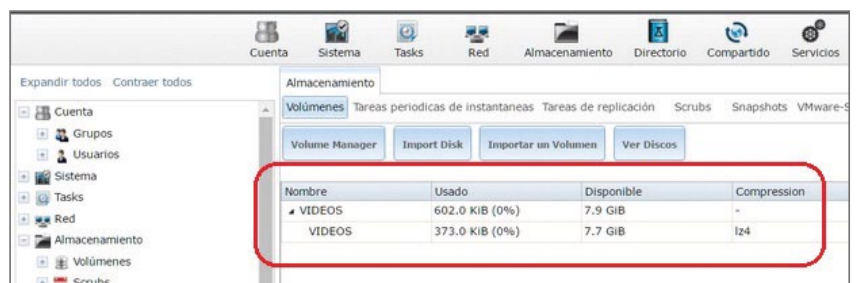 Cuenta Sistema Tasks Red Almacenamiento Directorio Compartido Servicios
Expandir todos Contraer todos
Cuenta
Grupos
Usuarios
Sistema
Tasks
Red
Almacenamiento
Volúmenes
Scrubs
Almacenamiento
Volúmenes Tareas periodicas de instantaneas Tareas de replicación Scrubs Snapshots VMware-S
Volume Manager Import Disk Importar un Volumen Ver Discos
Nombre Usado Disponible Compression
VIDEOS 602.0 KiB (0%) 7.9 GiB -
VIDEOS 373.0 KiB (0%) 7.7 GiB lz4